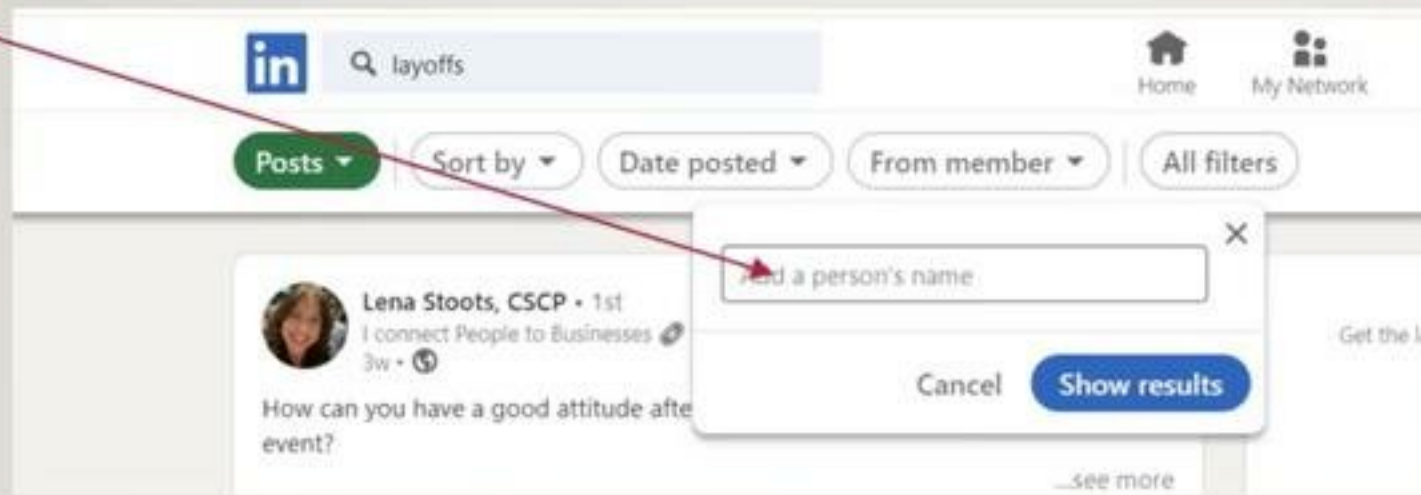 in
layoffs
Home
My Network
Posts
Sort by
Date posted
From member
All filters
Add a person's name
Cancel
Show results
Lena Stoots, CSCP • 1st
I connect People to Businesses
3w •
How can you have a good attitude afte
event?
...see more
Get the l